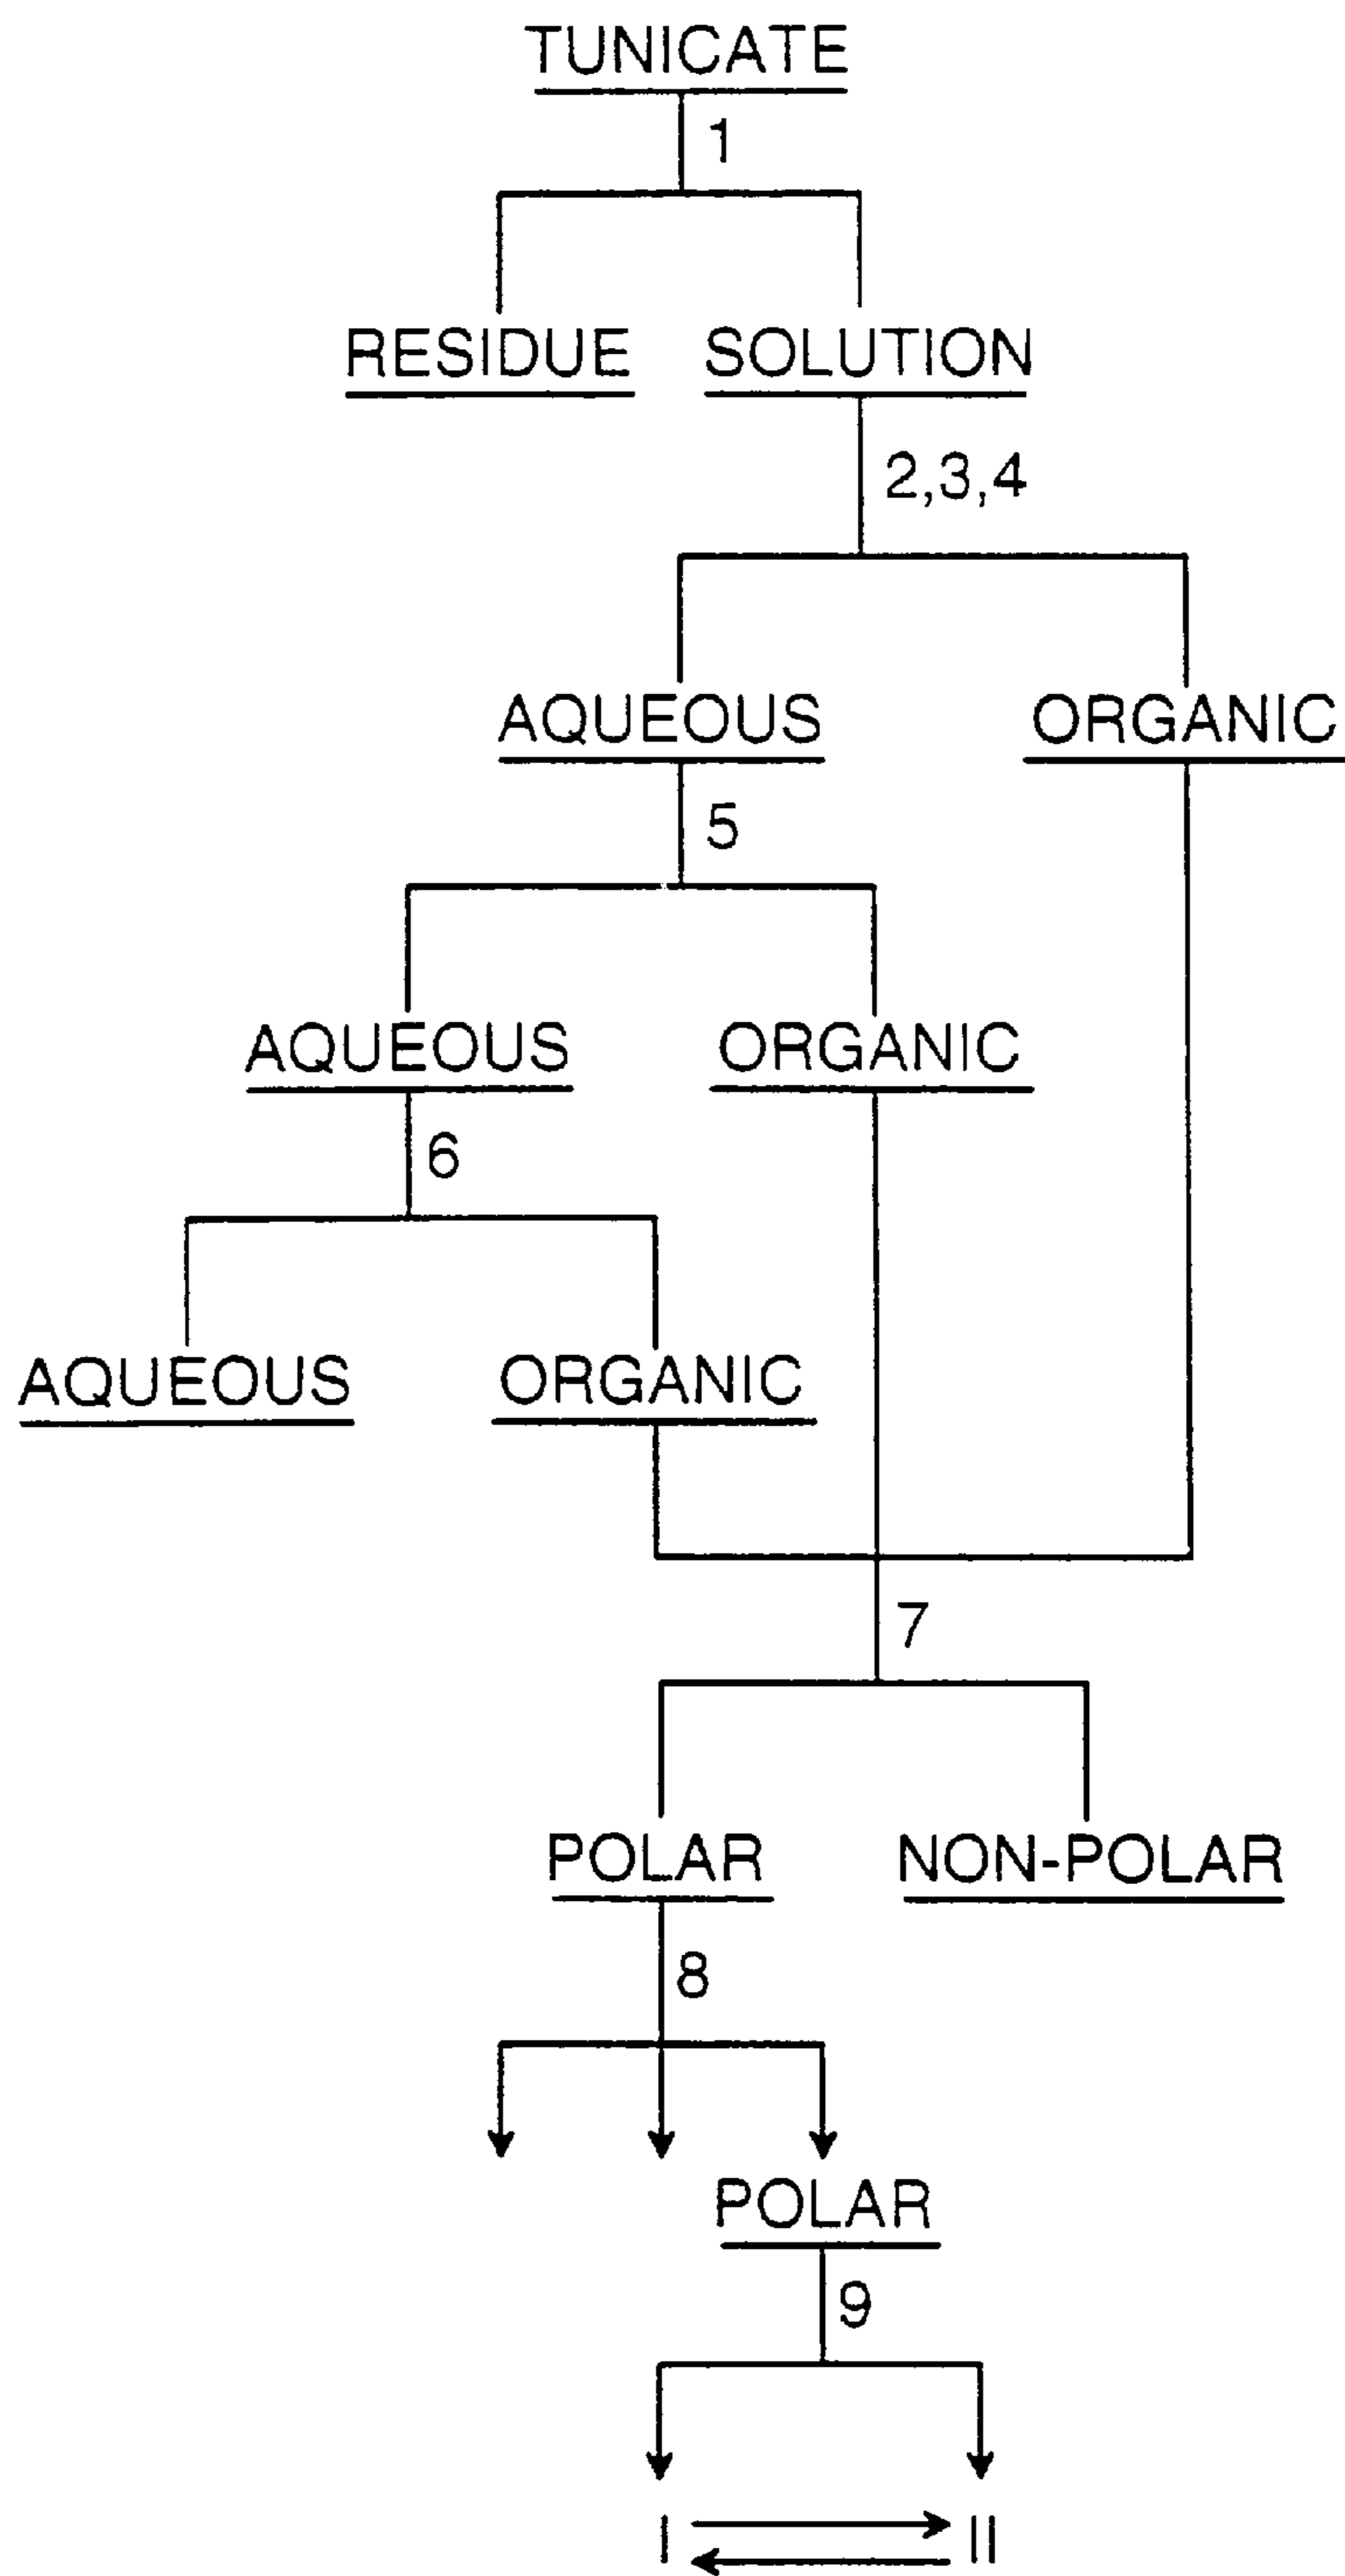 TUNICATE
1
RESIDUE SOLUTION
2,3,4
AQUEOUS ORGANIC
5
AQUEOUS ORGANIC
6
AQUEOUS ORGANIC
7
POLAR NON-POLAR
8
POLAR
9
I II